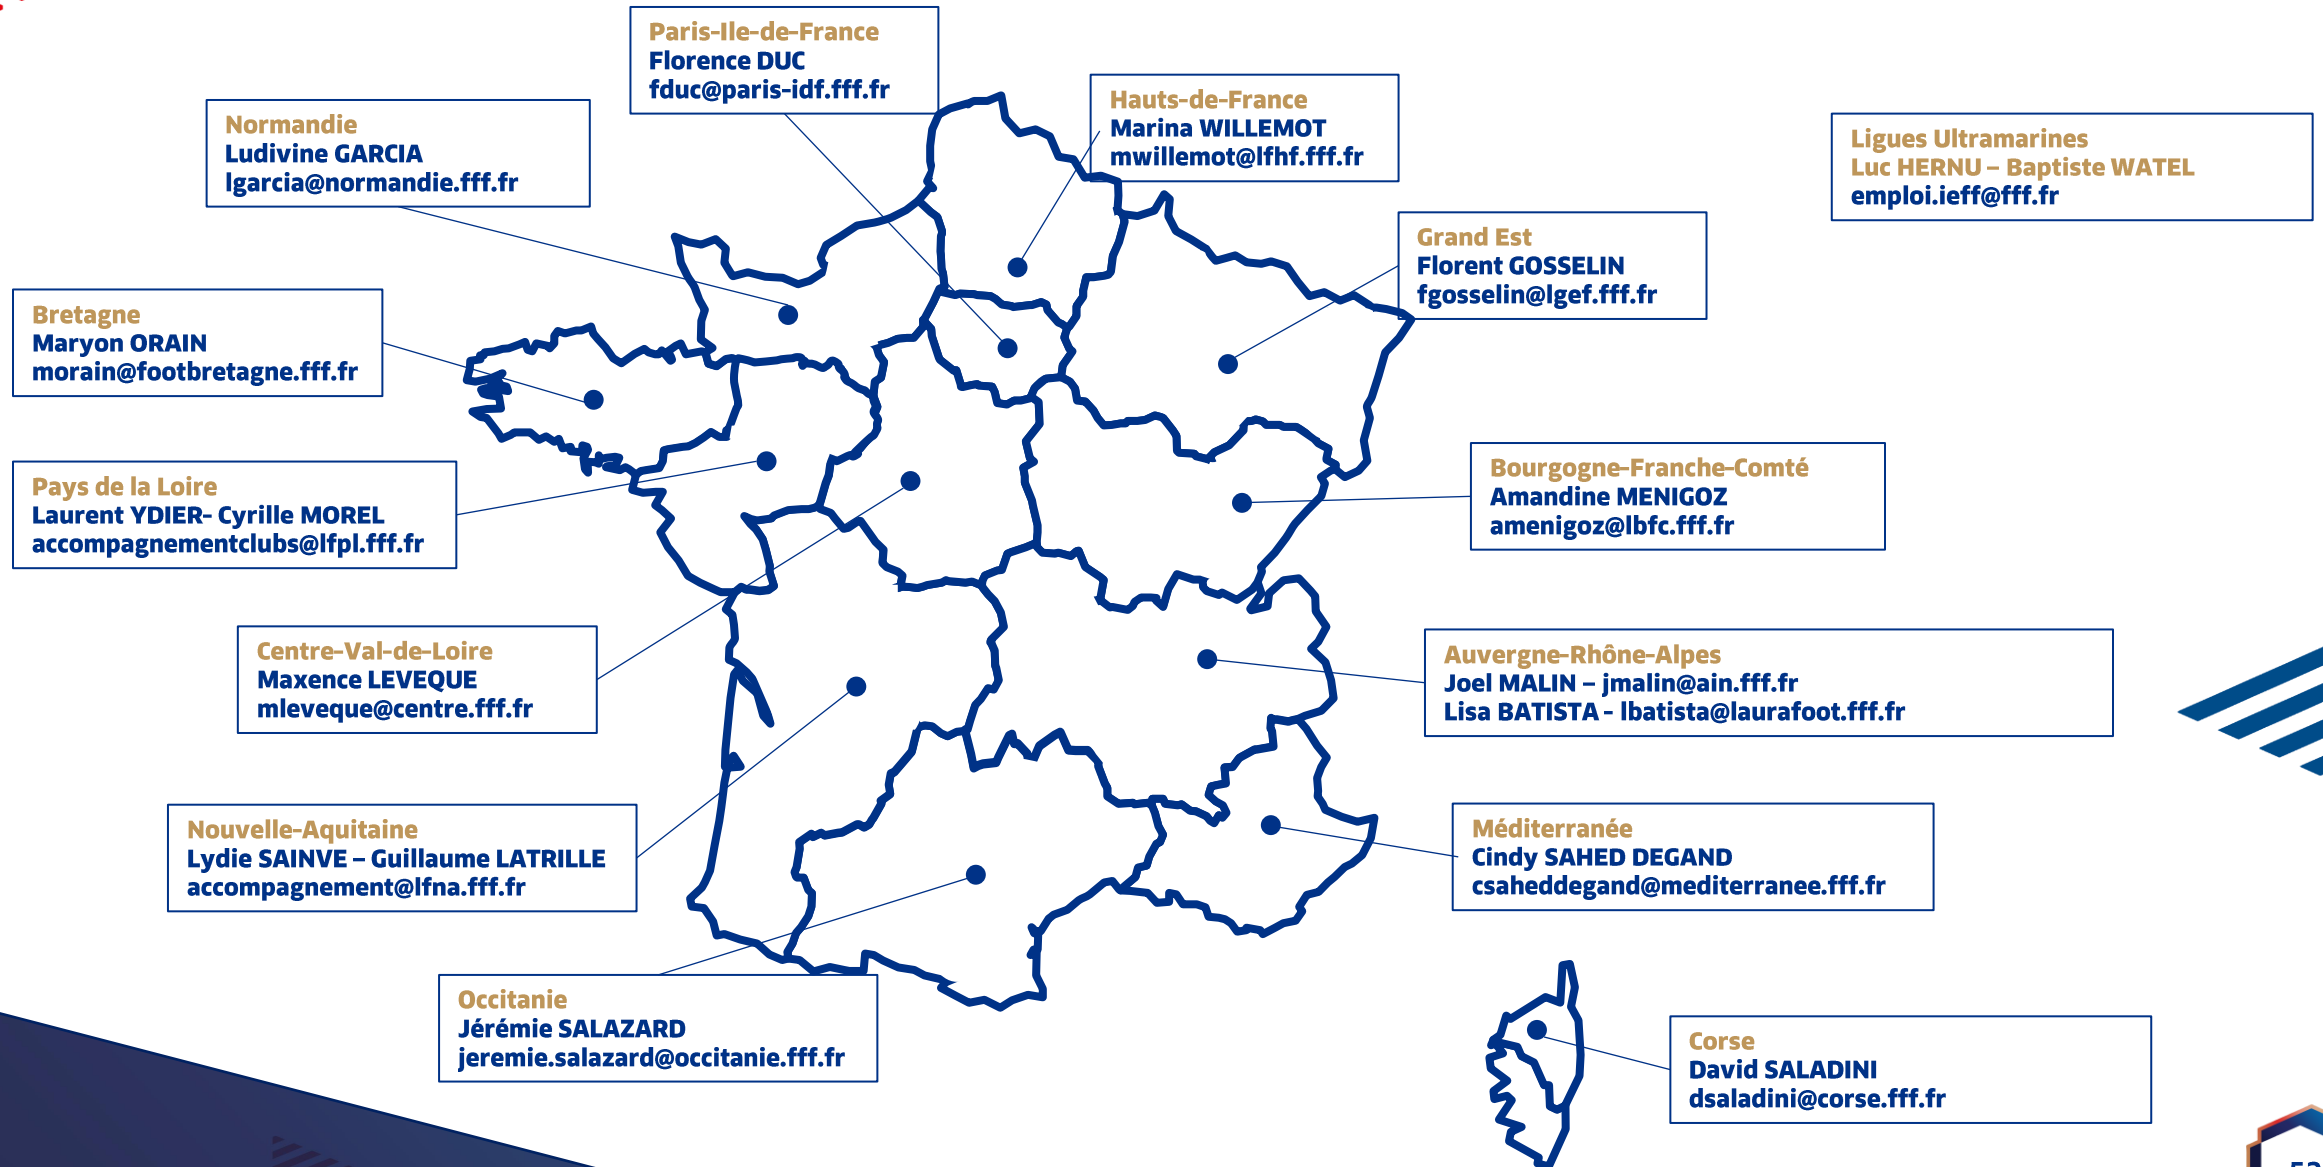 Paris-Ile-de-France
Florence DUC
fduc@paris-idf.fff.fr
Hauts-de-France
Marina WILLEMOT
mwillemot@lfhf.fff.fr
Normandie
Ludivine GARCIA
lgarcia@normandie.fff.fr
Ligues Ultramarines
Luc HERNU – Baptiste WATEL
emploi.ieff@fff.fr
Grand Est
Florent GOSSELIN
fgosselin@lgef.fff.fr
Bretagne
Maryon ORAIN
morain@footbretagne.fff.fr
Bourgogne-Franche-Comté
Amandine MENIGOZ
amenigoz@lbfc.fff.fr
Pays de la Loire
Laurent YDIER- Cyrille MOREL
accompagnementclubs@lfpl.fff.fr
Centre-Val-de-Loire
Maxence LEVEQUE
mleveque@centre.fff.fr
Auvergne-Rhône-Alpes
Joel MALIN – jmalin@ain.fff.fr
Lisa BATISTA - lbatista@laurafoot.fff.fr
Nouvelle-Aquitaine
Lydie SAINVE – Guillaume LATRILLE
accompagnement@lfna.fff.fr
Méditerranée
Cindy SAHED DEGAND
csaheddegand@mediterranee.fff.fr
Occitanie
Jérémie SALAZARD
jeremie.salazard@occitanie.fff.fr
Corse
David SALADINI
dsaladini@corse.fff.fr